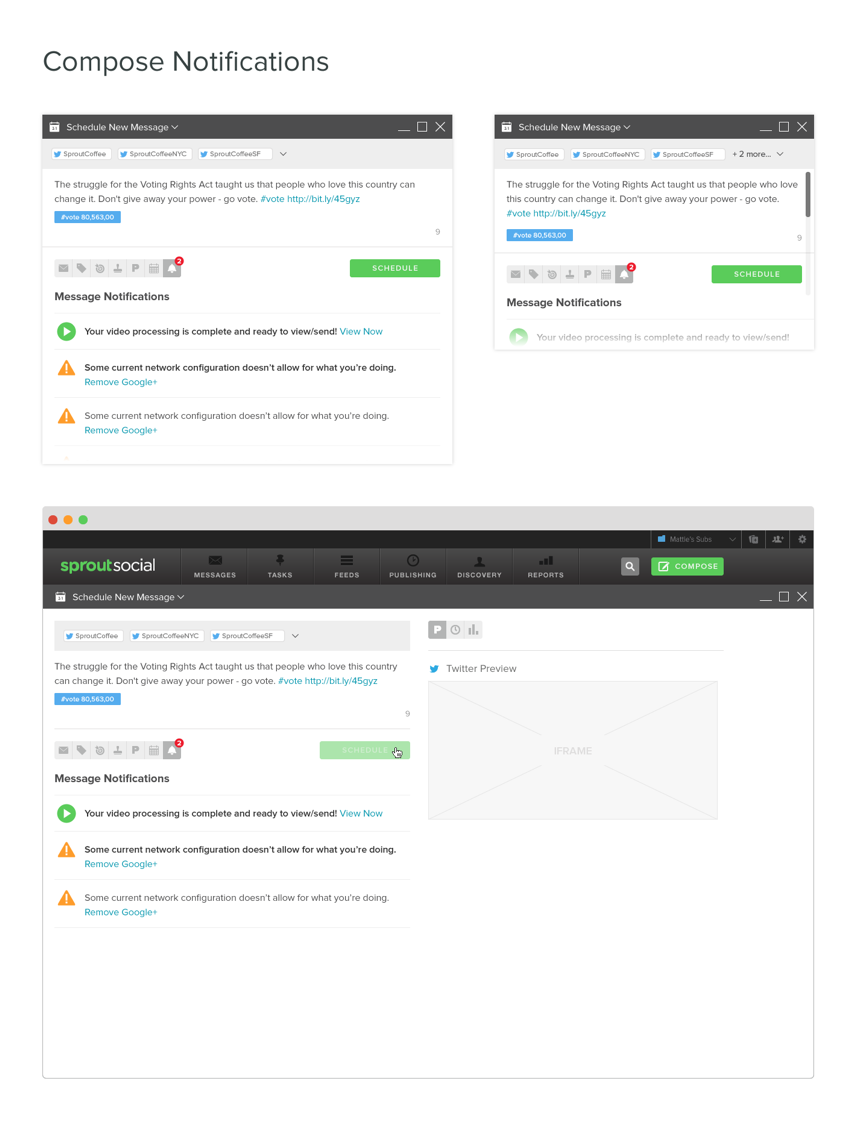 Compose Notifications
31 Schedule New Message
SproutCoffee SproutCoffeeNYC SproutCoffeeSF
The struggle for the Voting Rights Act taught us that people who love this country can
change it. Don't give away your power - go vote. #vote http://bit.ly/45gyz
#vote 80,563,00
9
2
SCHEDULE
Message Notifications
Your video processing is complete and ready to view/send! View Now
Some current network configuration doesn't allow for what you're doing.
Remove Google+
Some current network configuration doesn't allow for what you're doing.
Remove Google+
31 Schedule New Message
SproutCoffee SproutCoffeeNYC SproutCoffeeSF + 2 more...
The struggle for the Voting Rights Act taught us that people who love
this country can change it. Don't give away your power - go vote.
#vote http://bit.ly/45gyz
#vote 80,563,00
9
2
SCHEDULE
Message Notifications
Your video processing is complete and ready to view/send!
Mattie's Subs
sproutsocial
MESSAGES TASKS FEEDS PUBLISHING DISCOVERY REPORTS COMPOSE
31 Schedule New Message
SproutCoffee SproutCoffeeNYC SproutCoffeeSF
The struggle for the Voting Rights Act taught us that people who love this country
can change it. Don't give away your power - go vote. #vote http://bit.ly/45gyz
#vote 80,563,00
9
2
SCHEDULE
Message Notifications
Your video processing is complete and ready to view/send! View Now
Some current network configuration doesn't allow for what you're doing.
Remove Google+
Some current network configuration doesn't allow for what you're doing.
Remove Google+
Twitter Preview
IFRAME